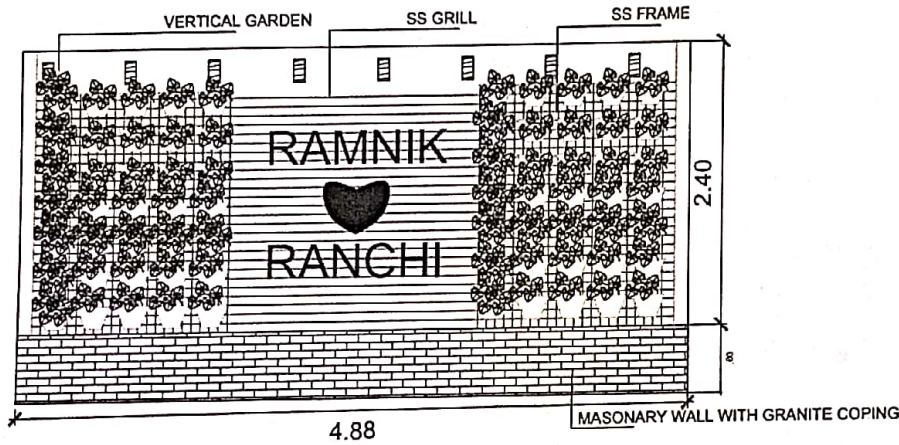 VERTICAL GARDEN
SS GRILL
SS FRAME
RAMNIK
RANCHI
2.40
4.88
MASONARY WALL WITH GRANITE COPING